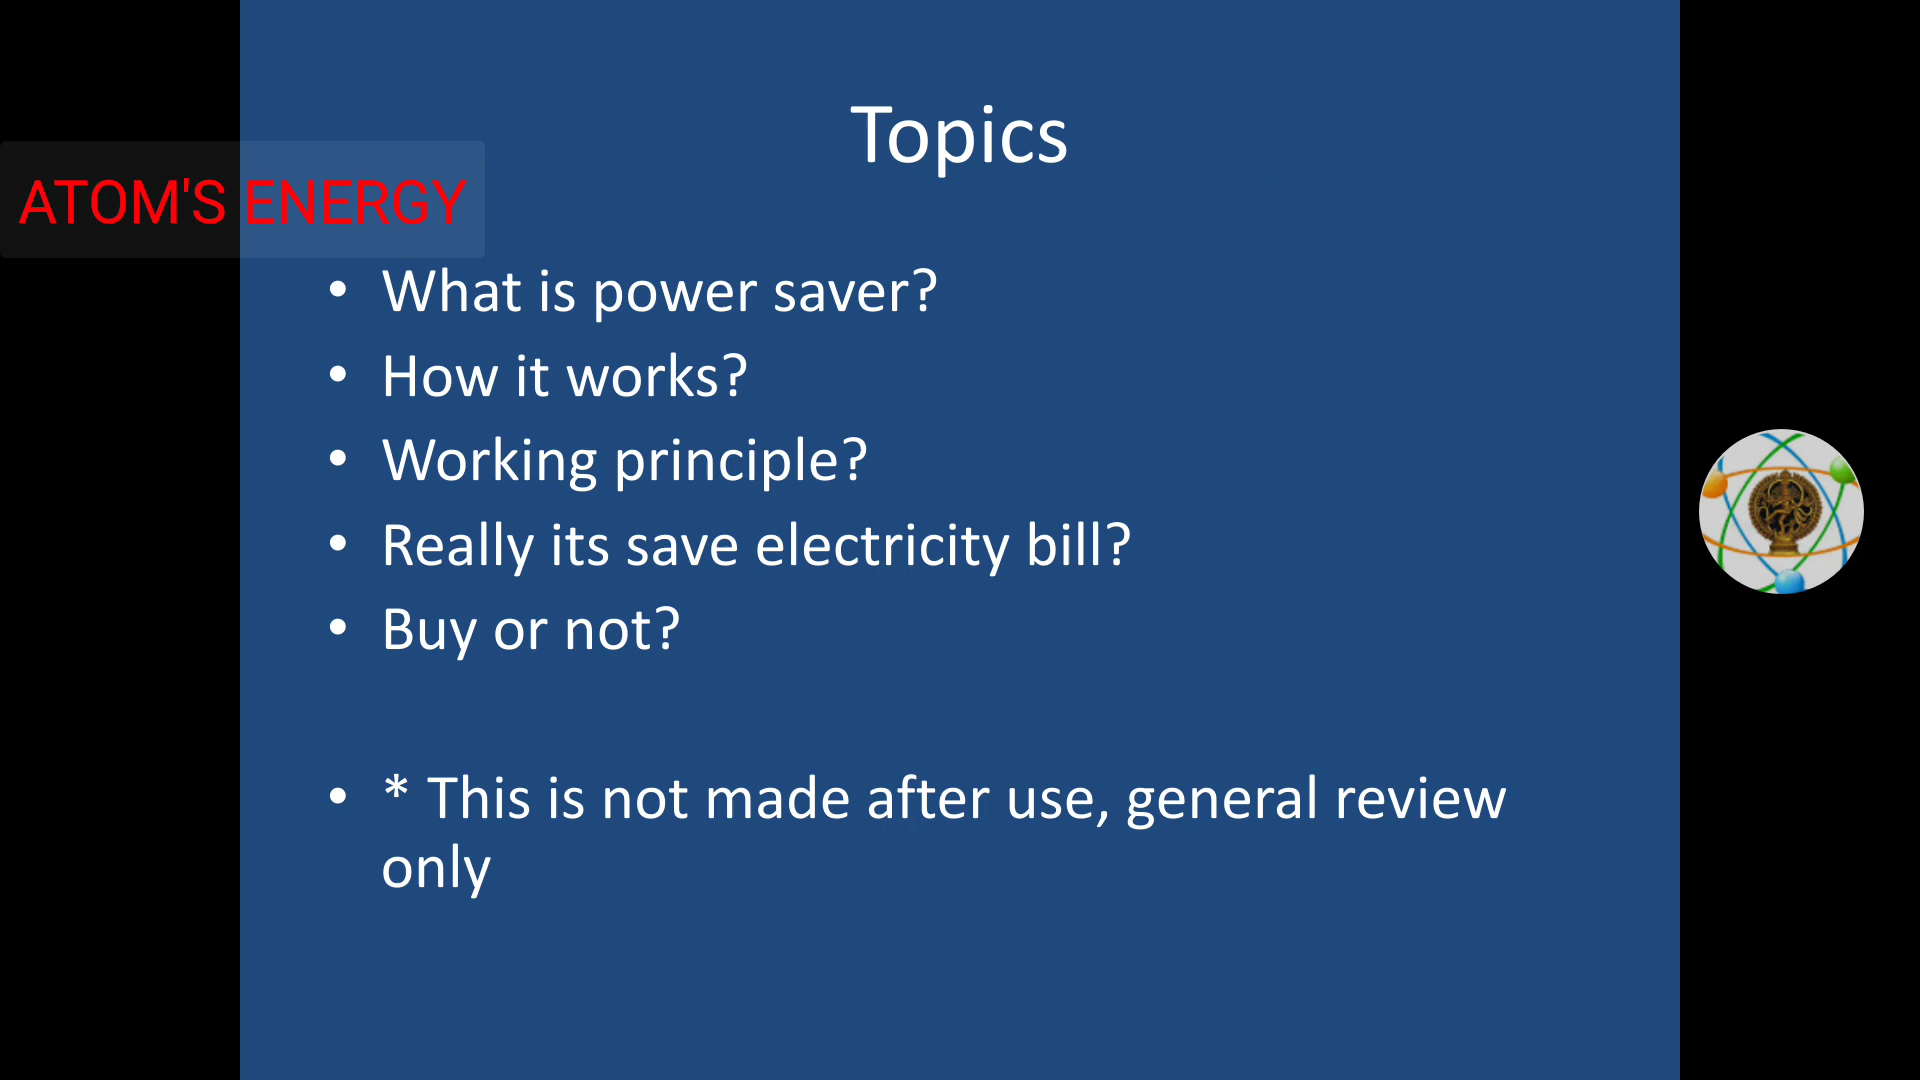 Topics
ATOM'S ENERGY
• What is power saver?
• How it works?
• Working principle?
• Really its save electricity bill?
• Buy or not?
• * This is not made after use, general review
only